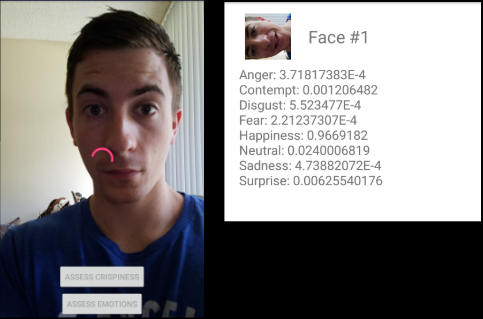 ASSESS CRISPINESS
ASSESS EMOTIONS
Face #1
Anger: 3.71817383E-4
Contempt: 0.001206482
Disgust: 5.523477E-4
Fear: 2.21237307E-4
Happiness: 0.9669182
Neutral: 0.0240006819
Sadness: 4.73882072E-4
Surprise: 0.00625540176